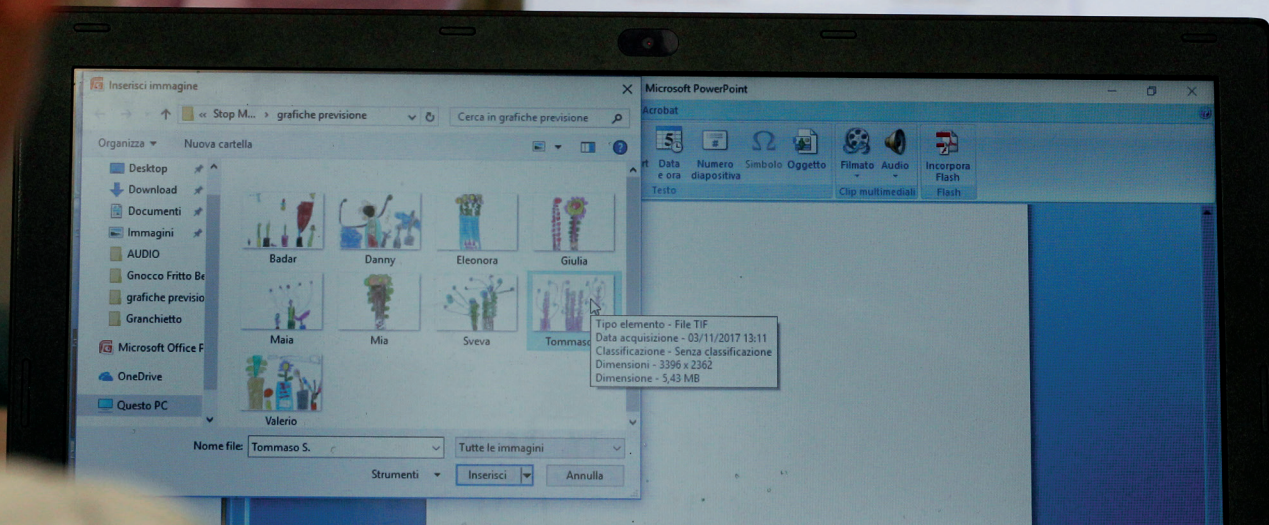 Inserisci immagine
Microsoft PowerPoint
« Stop M... > grafiche previsione
Cerca in grafiche previsione
Acrobat
Organizza
Nuova cartella
Desktop
Download
Documenti
Immagini
AUDIO
Gnocco Fritto Be
grafiche previsio
Granchietto
Microsoft Office F
OneDrive
Questo PC
Badar
Danny
Eleonora
Giulia
Maia
Mia
Sveva
Tommaso
Valerio
Tipo elemento - File TIF
Data acquisizione - 03/11/2017 13:11
Classificazione - Senza classificazione
Dimensioni - 3396 x 2362
Dimensione - 5,43 MB
Nome file:
Tommaso S.
Tutte le immagini
Strumenti
Inserisci
Annulla
5
#
Data
e ora
Numero
diapositiva
Simbolo
Oggetto
Filmato
Audio
Incorpora
Flash
Testo
Clip multimediali
Flash